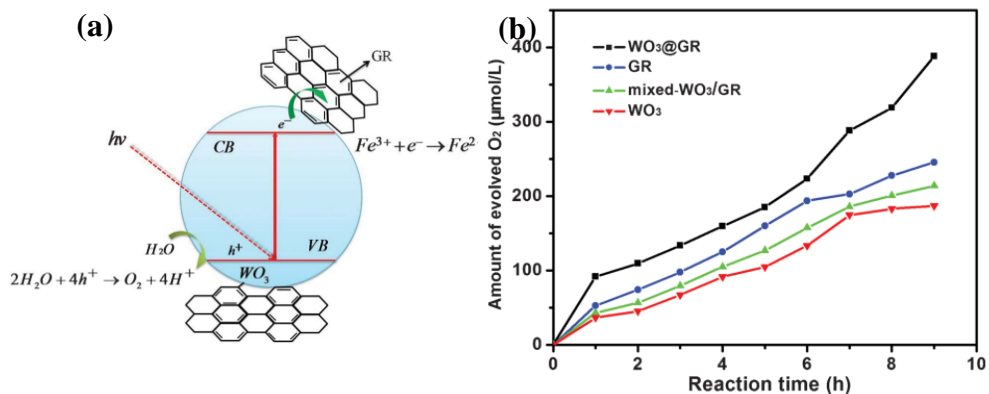 (a)
GR
e⁻
hν
CB
Fe³⁺ + e⁻ → Fe²
H₂O
h⁺
VB
2H₂O + 4h⁺ → O₂ + 4H⁺
WO₃
(b)
Amount of evolved O₂ (μmol/L)
400
300
200
100
0
WO₃@GR
GR
mixed-WO₃/GR
WO₃
0 2 4 6 8 10
Reaction time (h)